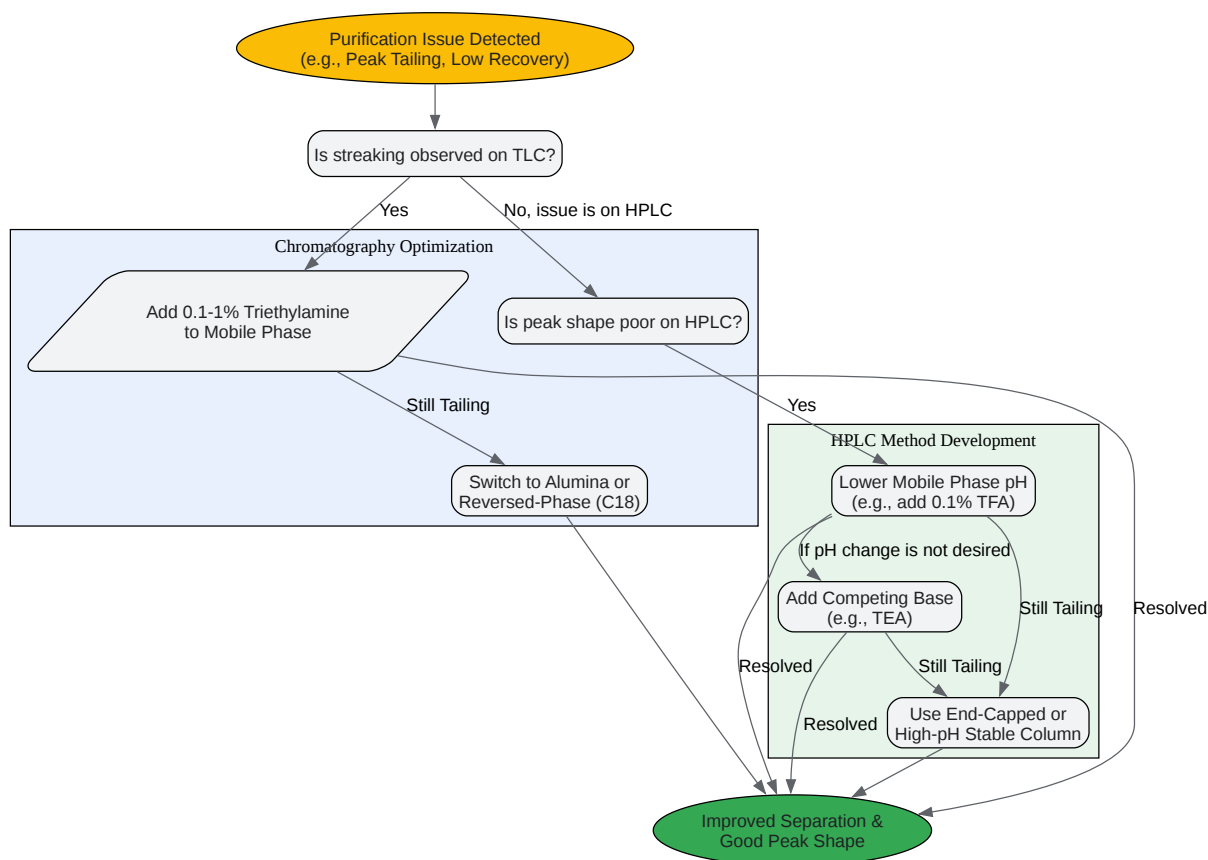 Purification Issue Detected
(e.g., Peak Tailing, Low Recovery)
Is streaking observed on TLC?
Yes
No, issue is on HPLC
Chromatography Optimization
Add 0.1-1% Triethylamine
to Mobile Phase
Is peak shape poor on HPLC?
Still Tailing
Yes
HPLC Method Development
Switch to Alumina or
Reversed-Phase (C18)
Lower Mobile Phase pH
(e.g., add 0.1% TFA)
If pH change is not desired
Add Competing Base
(e.g., TEA)
Still Tailing
Resolved
Resolved
Still Tailing
Resolved
Use End-Capped or
High-pH Stable Column
Improved Separation &
Good Peak Shape